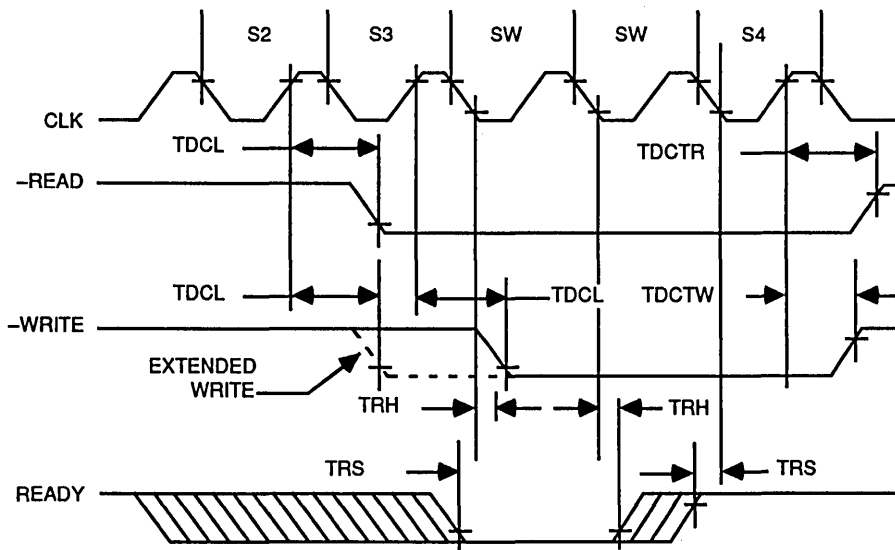 S2 S3 SW SW S4
CLK
TDCL TDCTR
–READ
TDCL TDCL TDCTW
–WRITE
EXTENDED
WRITE
TRH TRH
TRS TRS
READY